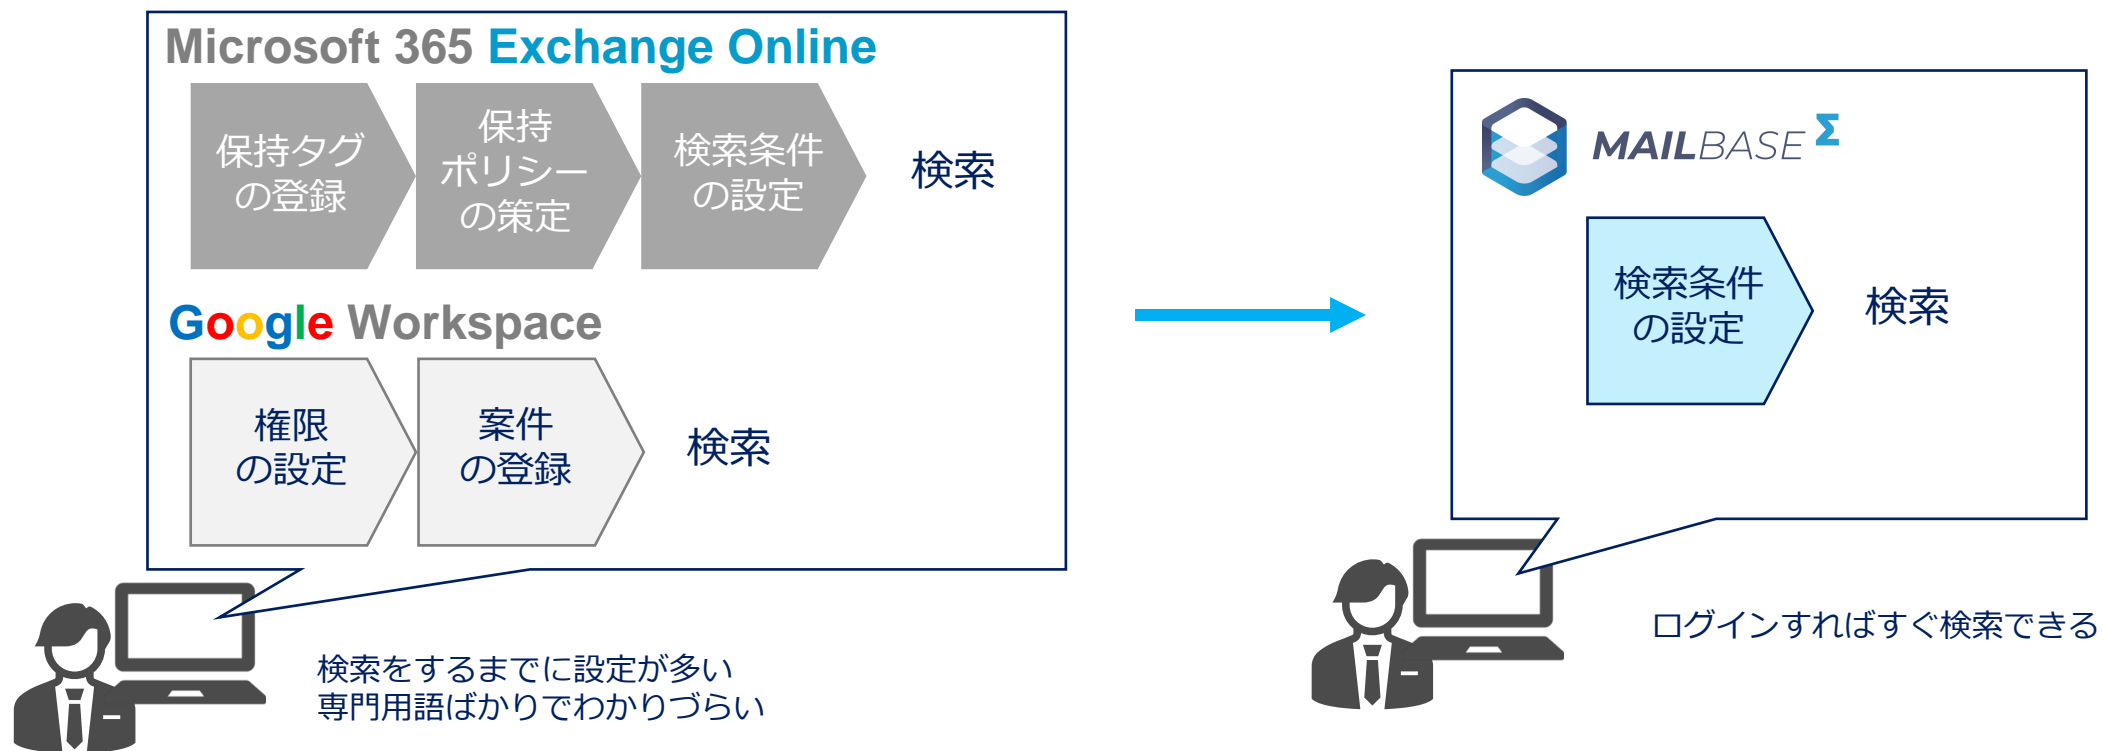 Microsoft 365 Exchange Online
保持タグ
の登録
保持
ポリシー
の策定
検索条件
の設定
検索
Google Workspace
権限
の設定
案件
の登録
検索
検索をするまでに設定が多い
専門用語ばかりでわかりづらい
MAILBASE Σ
検索条件
の設定
検索
ログインすればすぐ検索できる